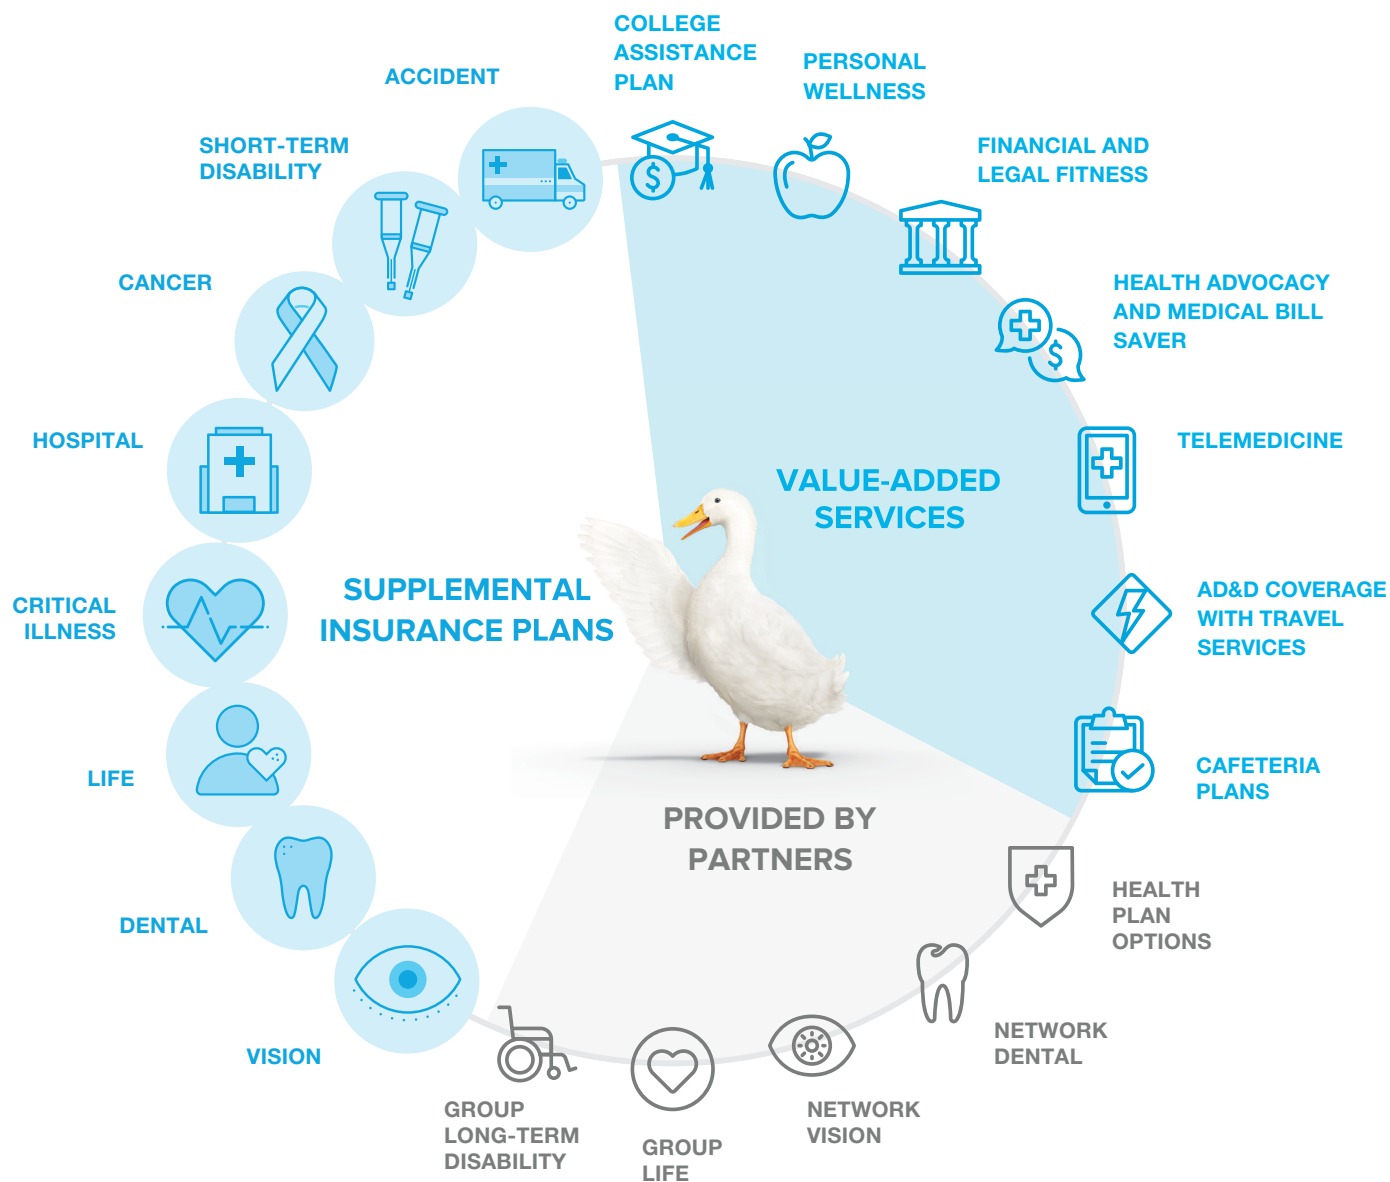 COLLEGE
ASSISTANCE
PLAN
PERSONAL
WELLNESS
ACCIDENT
SHORT-TERM
DISABILITY
FINANCIAL AND
LEGAL FITNESS
$
CANCER
HEALTH ADVOCACY
AND MEDICAL BILL
SAVER
$
HOSPITAL
TELEMEDICINE
VALUE-ADDED
SERVICES
SUPPLEMENTAL
INSURANCE PLANS
CRITICAL
ILLNESS
AD&D COVERAGE
WITH TRAVEL
SERVICES
LIFE
CAFETERIA
PLANS
PROVIDED BY
PARTNERS
HEALTH
PLAN
OPTIONS
DENTAL
NETWORK
DENTAL
VISION
GROUP
LONG-TERM
DISABILITY
GROUP
LIFE
NETWORK
VISION